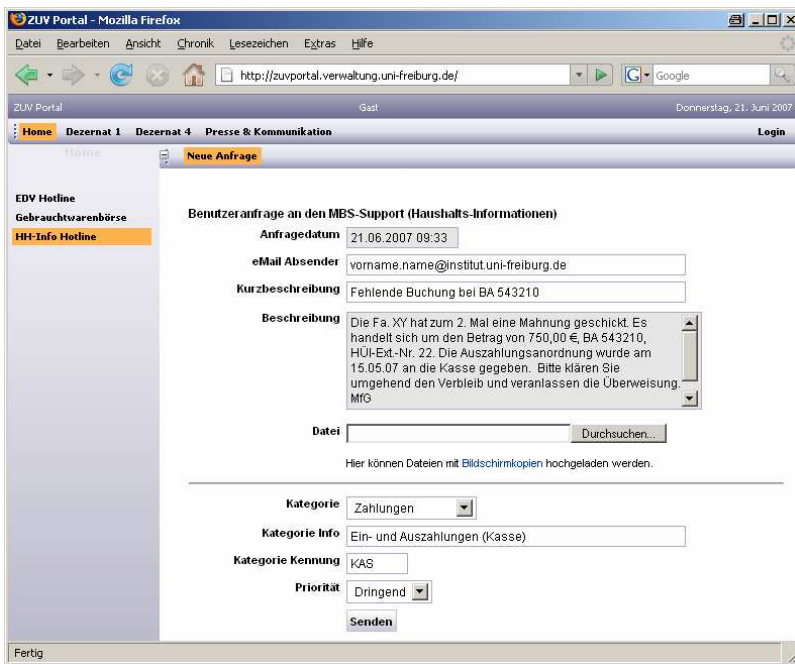 ZUV Portal - Mozilla Firefox
Datei Bearbeiten Ansicht Chronik Lesezeichen Extras Hilfe
http://zuvportal.verwaltung.uni-freiburg.de/ G Google
ZUV Portal Gast Donnerstag, 21. Juni 2007
Home Dezernat 1 Dezernat 4 Presse & Kommunikation Login
Home Neue Anfrage
EDV Hotline
Gebrauchtwarenbörse
HH-Info Hotline
Benutzeranfrage an den MBS-Support (Haushalts-Informationen)
Anfragedatum 21.06.2007 09:33
eMail Absender vorname.name@institut.uni-freiburg.de
Kurzbeschreibung Fehlende Buchung bei BA 543210
Beschreibung Die Fa. XY hat zum 2. Mal eine Mahnung geschickt. Es
handelt sich um den Betrag von 750,00 €, BA 543210,
HÜl-Ext.-Nr. 22. Die Auszahlungsanordnung wurde am
15.05.07 an die Kasse gegeben. Bitte klären Sie
umgehend den Verbleib und veranlassen die Überweisung.
MfG
Datei Durchsuchen...
Hier können Dateien mit Bildschirmkopien hochgeladen werden.
Kategorie Zahlungen
Kategorie Info Ein- und Auszahlungen (Kasse)
Kategorie Kennung KAS
Priorität Dringend
Senden
Fertig